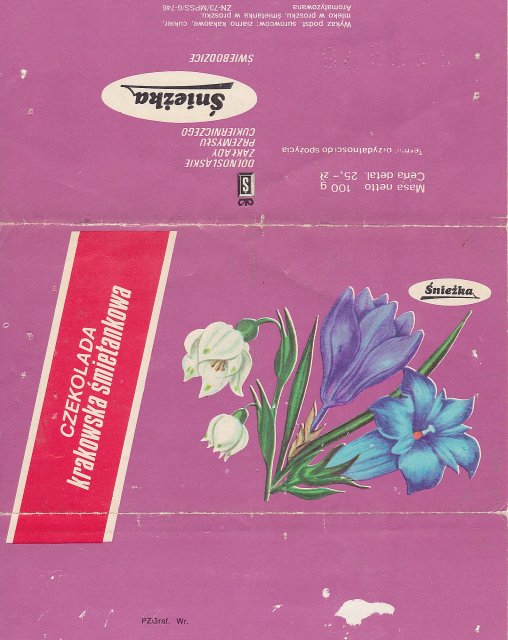 Wykaz podst. surowców: ziarno kakaowe, cukier,
mleko w proszku, śmietanka w proszku.
Aromatyzowana
ZN-73/MPSS/6-746
ŚWIEBODZICE
Śnieżka
DOLNOŚLĄSKIE
ZAKŁADY
PRZEMYSŁU
CUKIERNICZEGO
S
Termin przydatności do spożycia
Masa netto 100 g
Cena detal. 25,- zł
Śnieżka
CZEKOLADA
krakowska śmietankowa
PZGraf. Wr.